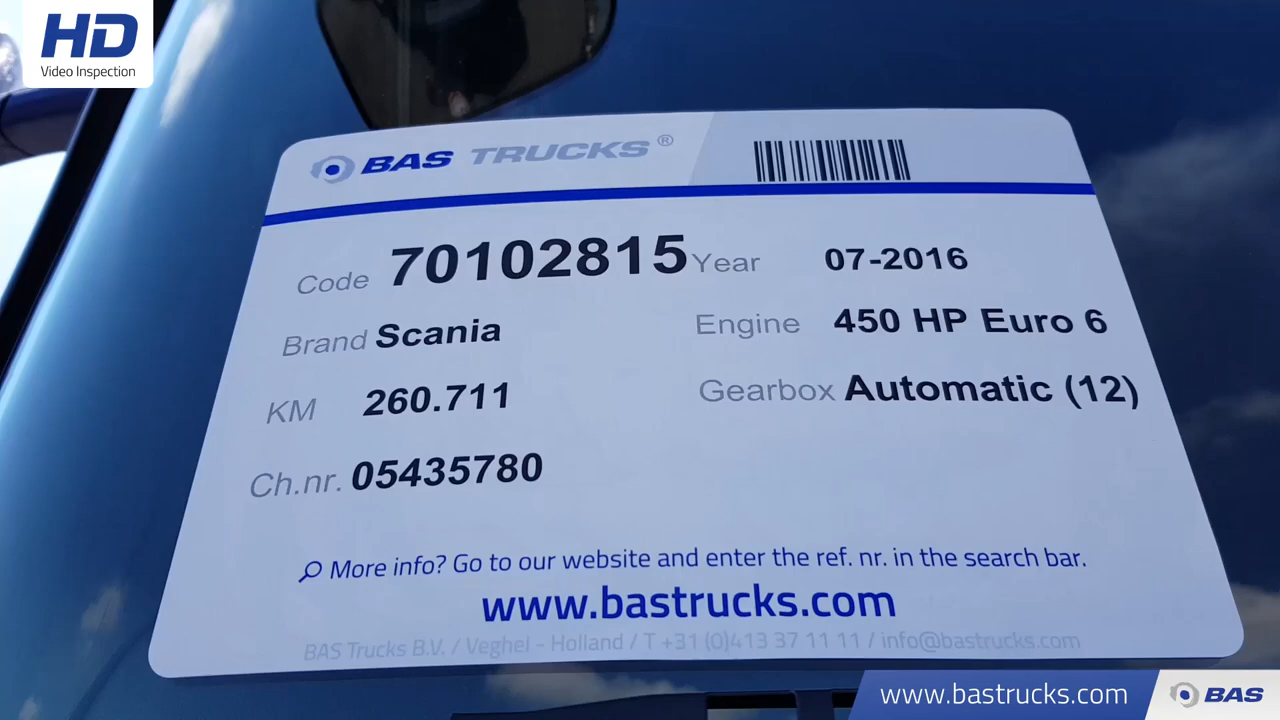 HD
Video Inspection
BAS TRUCKS®
Code 70102815 Year 07-2016
Brand Scania Engine 450 HP Euro 6
KM 260.711 Gearbox Automatic (12)
Ch.nr. 05435780
More info? Go to our website and enter the ref. nr. in the search bar.
www.bastrucks.com
BAS Trucks B.V. / Veghel - Holland / T +31 (0)413 37 11 11 / info@bastrucks.com
www.bastrucks.com BAS